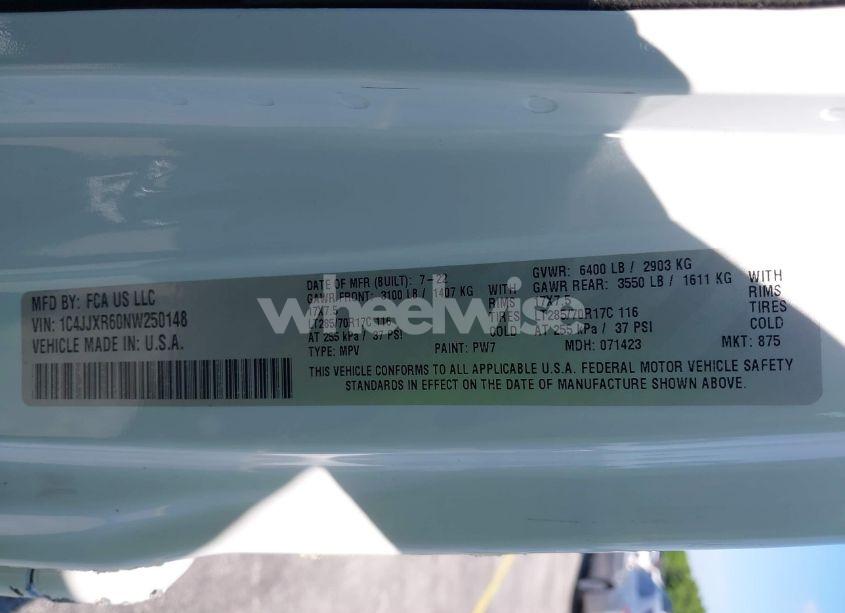 MFD BY: FCA US LLC
VIN: 1C4JJXR60NW250148
VEHICLE MADE IN: U.S.A.
DATE OF MFR (BUILT): 7-22
GAWR FRONT: 3100 LB / 1407 KG WITH
17X7.5 RIMS
LT285/70R17C 116 TIRES
AT 255 kPa / 37 PSI COLD
TYPE: MPV PAINT: PW7
GVWR: 6400 LB / 2903 KG
GAWR REAR: 3550 LB / 1611 KG WITH
17X7.5 RIMS
LT285/70R17C 116 TIRES
AT 255 kPa / 37 PSI COLD
MDH: 071423 MKT: 875
THIS VEHICLE CONFORMS TO ALL APPLICABLE U.S.A. FEDERAL MOTOR VEHICLE SAFETY
STANDARDS IN EFFECT ON THE DATE OF MANUFACTURE SHOWN ABOVE.
wheelwise
wheelwise